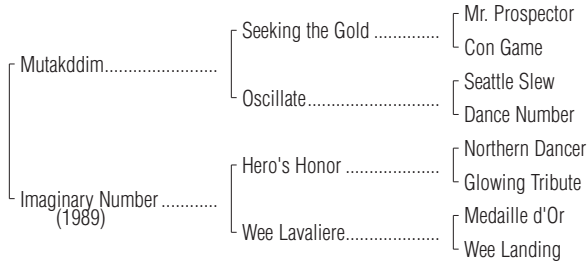 Mr. Prospector
Seeking the Gold ..............
Con Game
Mutakddim........................
Seattle Slew
Oscillate............................
Dance Number
Northern Dancer
Hero's Honor ....................
Glowing Tribute
Imaginary Number ............
(1989)
Medaille d'Or
Wee Lavaliere....................
Wee Landing